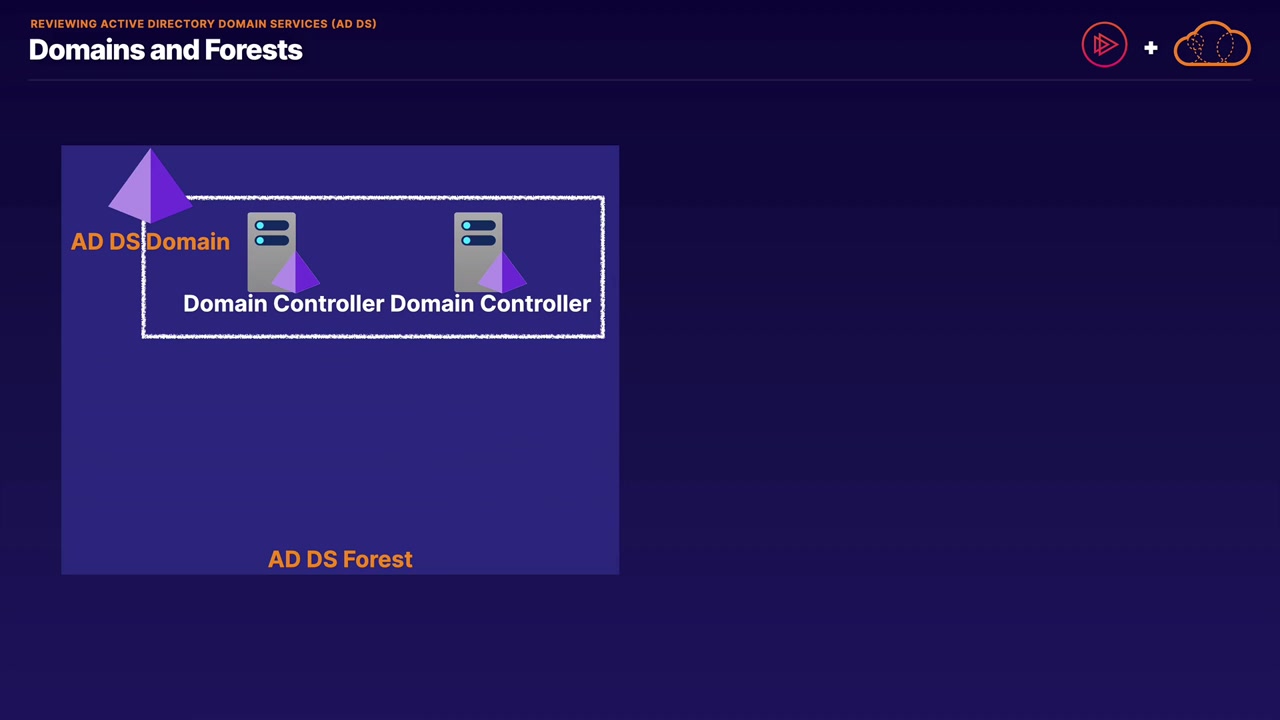 REVIEWING ACTIVE DIRECTORY DOMAIN SERVICES (AD DS)
Domains and Forests
+
AD DS Domain
Domain Controller Domain Controller
AD DS Forest